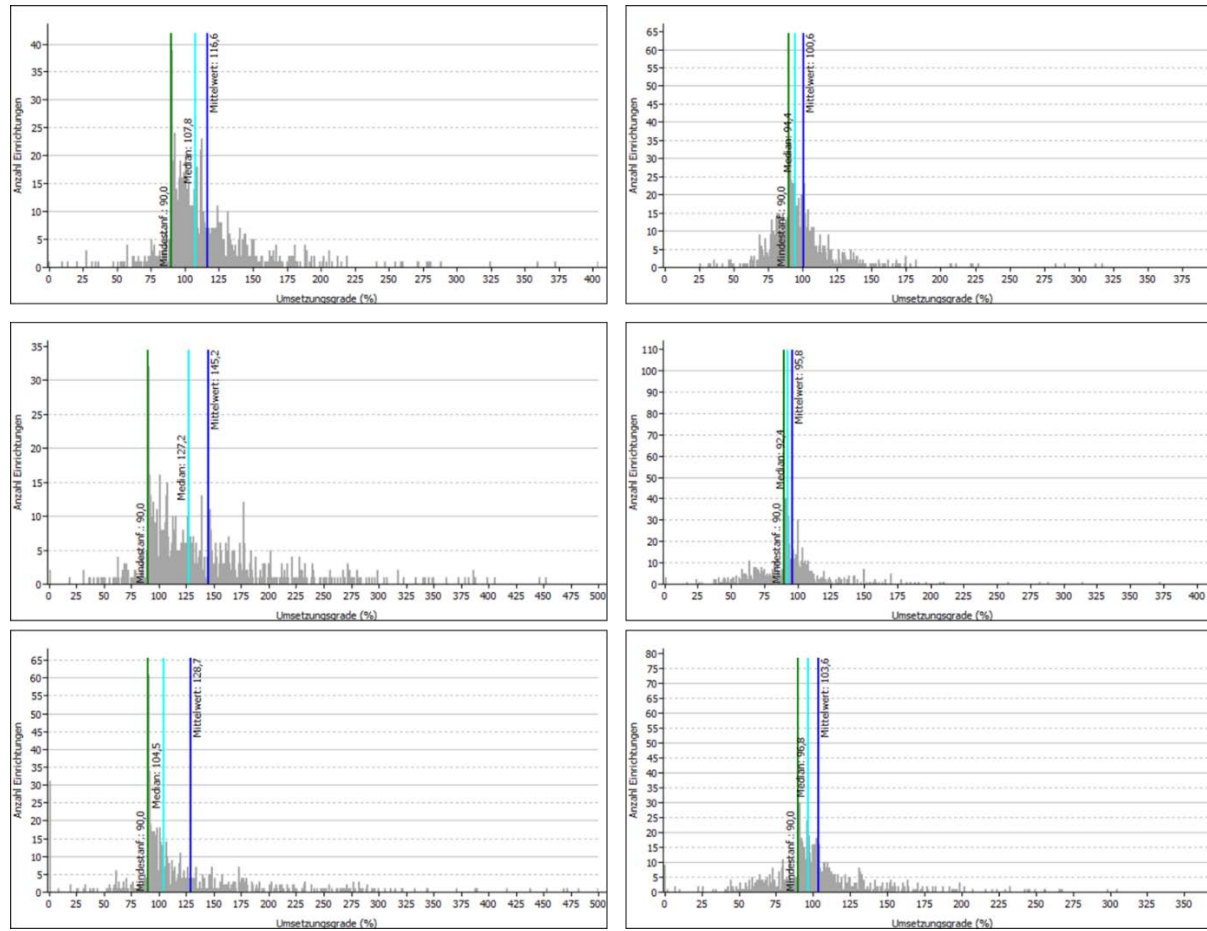 Anzahl Einrichtungen
40
35
30
25
20
15
10
5
0
Mindestanf.: 90,0
Median: 107,8
Mittelwert: 116,6
0 25 50 75 100 125 150 175 200 225 250 275 300 325 350 375 400
Umsetzungsgrade (%)
Anzahl Einrichtungen
65
60
55
50
45
40
35
30
25
20
15
10
5
0
Mindestanf.: 90,0
Median: 94,4
Mittelwert: 100,6
0 25 50 75 100 125 150 175 200 225 250 275 300 325 350 375
Umsetzungsgrade (%)
Anzahl Einrichtungen
35
30
25
20
15
10
5
0
Mindestanf.: 90,0
Median: 127,2
Mittelwert: 145,2
0 25 50 75 100 125 150 175 200 225 250 275 300 325 350 375 400 425 450 475 500
Umsetzungsgrade (%)
Anzahl Einrichtungen
110
100
90
80
70
60
50
40
30
20
10
0
Mindestanf.: 90,0
Median: 92,4
Mittelwert: 95,8
0 25 50 75 100 125 150 175 200 225 250 275 300 325 350 375 400
Umsetzungsgrade (%)
Anzahl Einrichtungen
65
60
55
50
45
40
35
30
25
20
15
10
5
0
Mindestanf.: 90,0
Median: 104,5
Mittelwert: 128,7
0 25 50 75 100 125 150 175 200 225 250 275 300 325 350 375 400 425 450 475 500
Umsetzungsgrade (%)
Anzahl Einrichtungen
80
75
70
65
60
55
50
45
40
35
30
25
20
15
10
5
0
Mindestanf.: 90,0
Median: 96,8
Mittelwert: 103,6
0 25 50 75 100 125 150 175 200 225 250 275 300 325 350
Umsetzungsgrade (%)